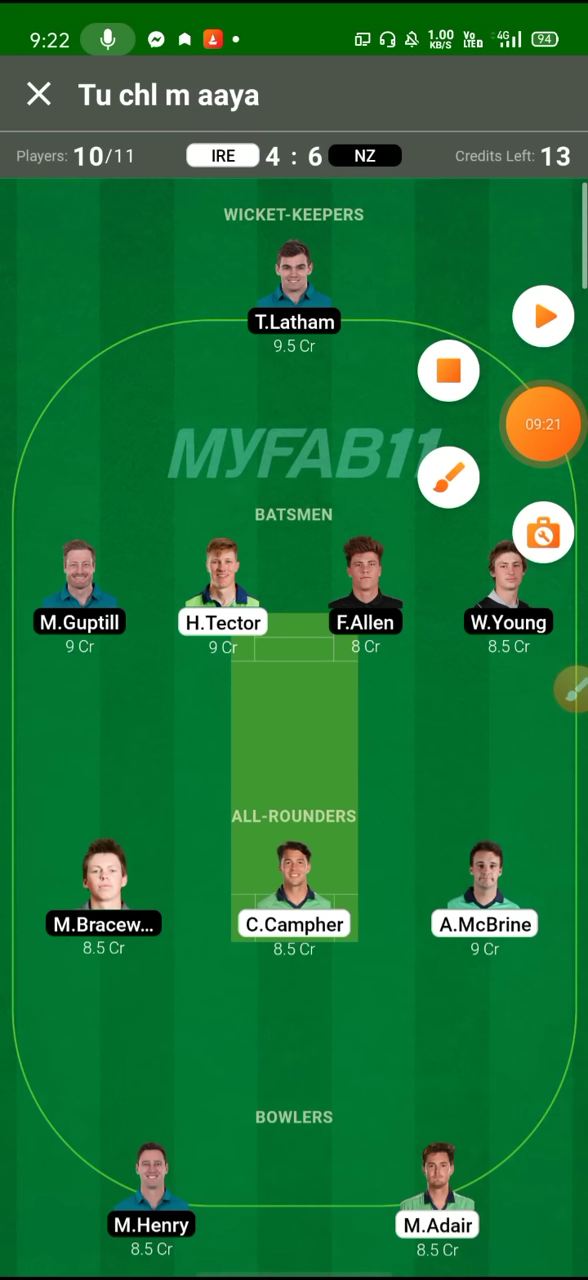 9:22 1.00 KB/S Vo LTE D 4G 94
Tu chl m aaya
Players: 10/11 IRE 4 : 6 NZ Credits Left: 13
WICKET-KEEPERS
T.Latham
9.5 Cr
09:21
MYFAB11
BATSMEN
M.Guptill H.Tector F.Allen W.Young
9 Cr 9 Cr 8 Cr 8.5 Cr
ALL-ROUNDERS
M.Bracew... C.Campher A.McBrine
8.5 Cr 8.5 Cr 9 Cr
BOWLERS
M.Henry M.Adair
8.5 Cr 8.5 Cr